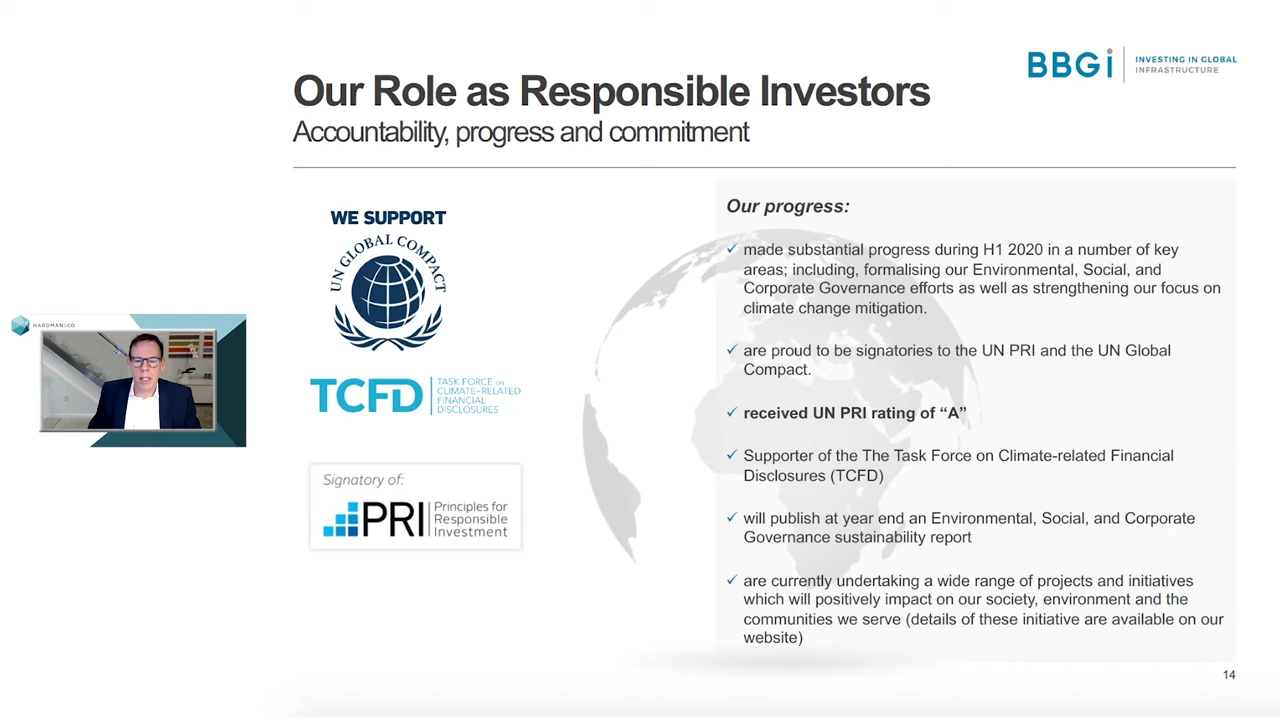 BBGi
INVESTING IN GLOBAL
INFRASTRUCTURE
Our Role as Responsible Investors
Accountability, progress and commitment
WE SUPPORT
UN GLOBAL COMPACT
TCFD
TASK FORCE ON
CLIMATE-RELATED
FINANCIAL
DISCLOSURES
Signatory of:
PRI
Principles for
Responsible
Investment
HARDMAN&CO.
Our progress:
✓ made substantial progress during H1 2020 in a number of key
areas; including, formalising our Environmental, Social, and
Corporate Governance efforts as well as strengthening our focus on
climate change mitigation.
✓ are proud to be signatories to the UN PRI and the UN Global
Compact.
✓ received UN PRI rating of “A”
✓ Supporter of the The Task Force on Climate-related Financial
Disclosures (TCFD)
✓ will publish at year end an Environmental, Social, and Corporate
Governance sustainability report
✓ are currently undertaking a wide range of projects and initiatives
which will positively impact on our society, environment and the
communities we serve (details of these initiative are available on our
website)
14